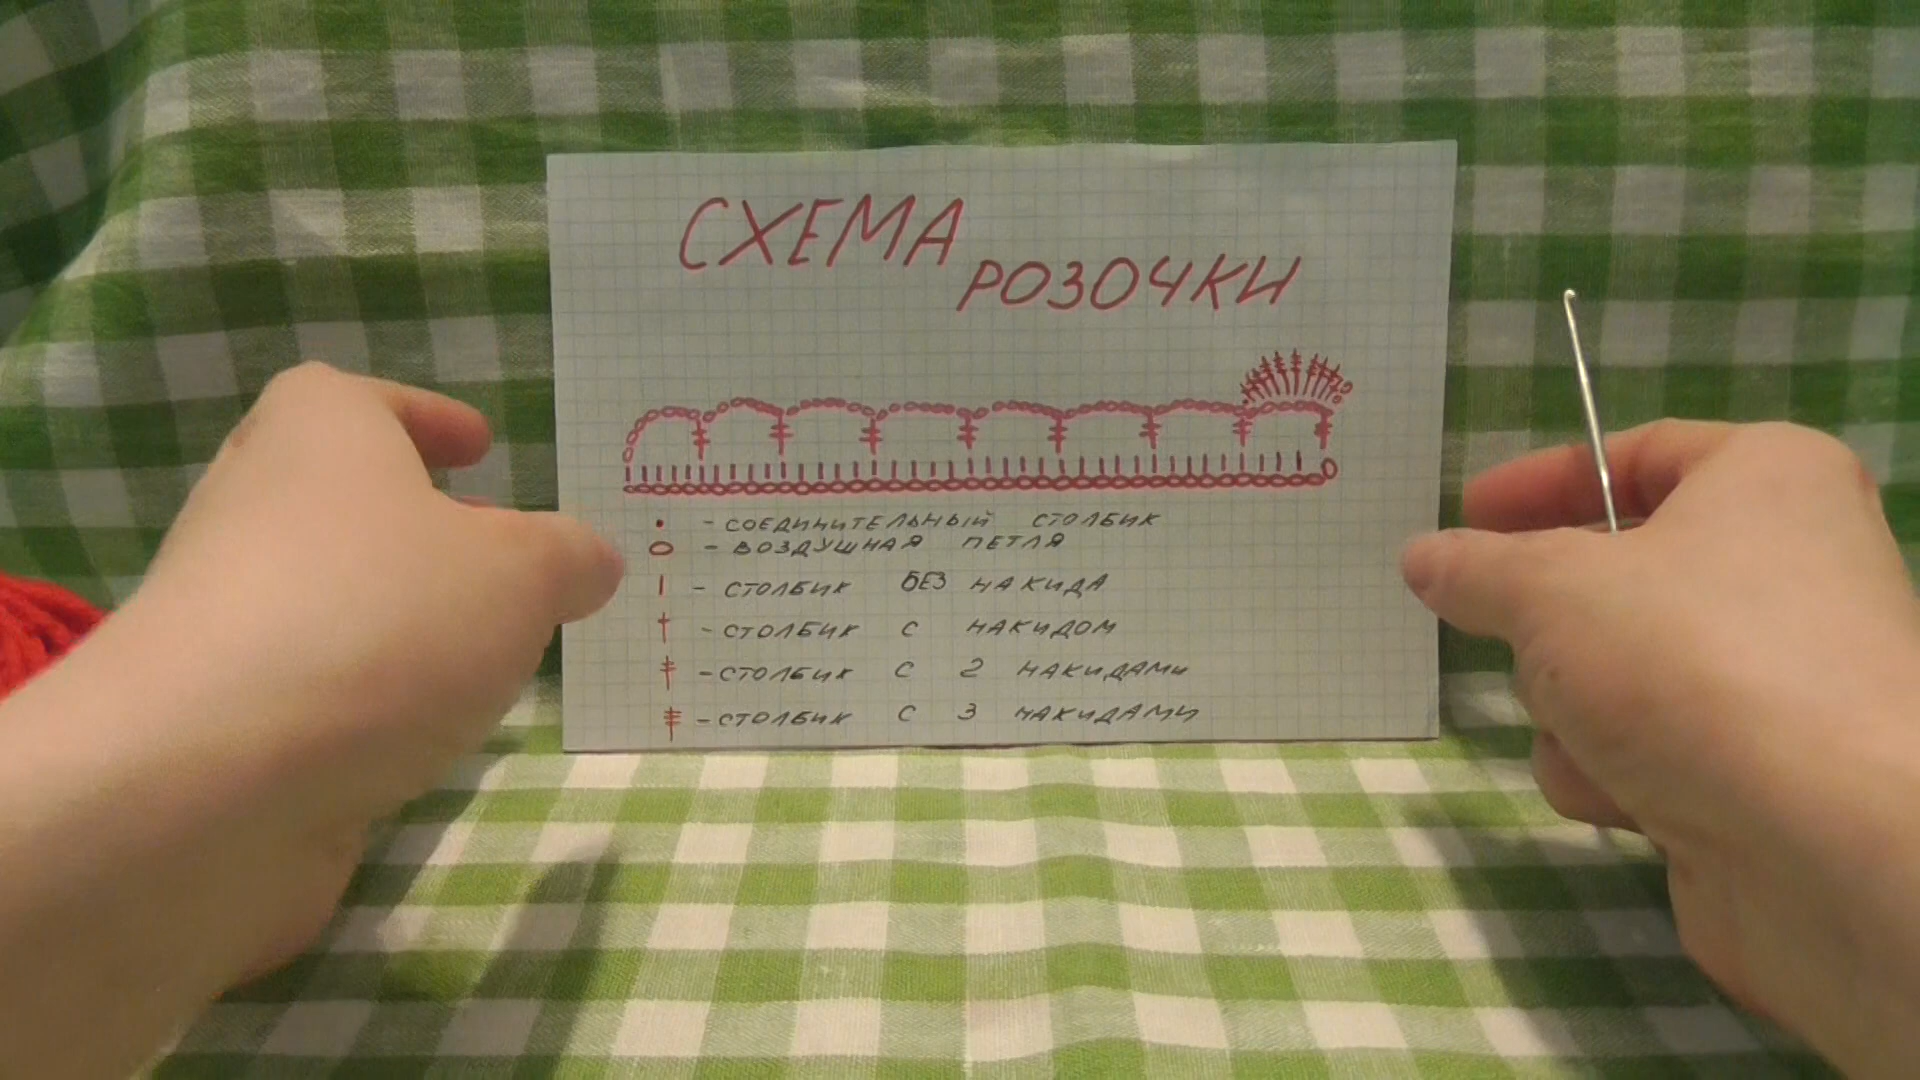 СХЕМА
РОЗОЧКИ
- СОЕДИНИТЕЛЬНЫЙ СТОЛБИК
- ВОЗДУШНАЯ ПЕТЛЯ
- СТОЛБИК БЕЗ НАКИДА
- СТОЛБИК С НАКИДОМ
- СТОЛБИК С 2 НАКИДАМИ
- СТОЛБИК С 3 НАКИДАМИ